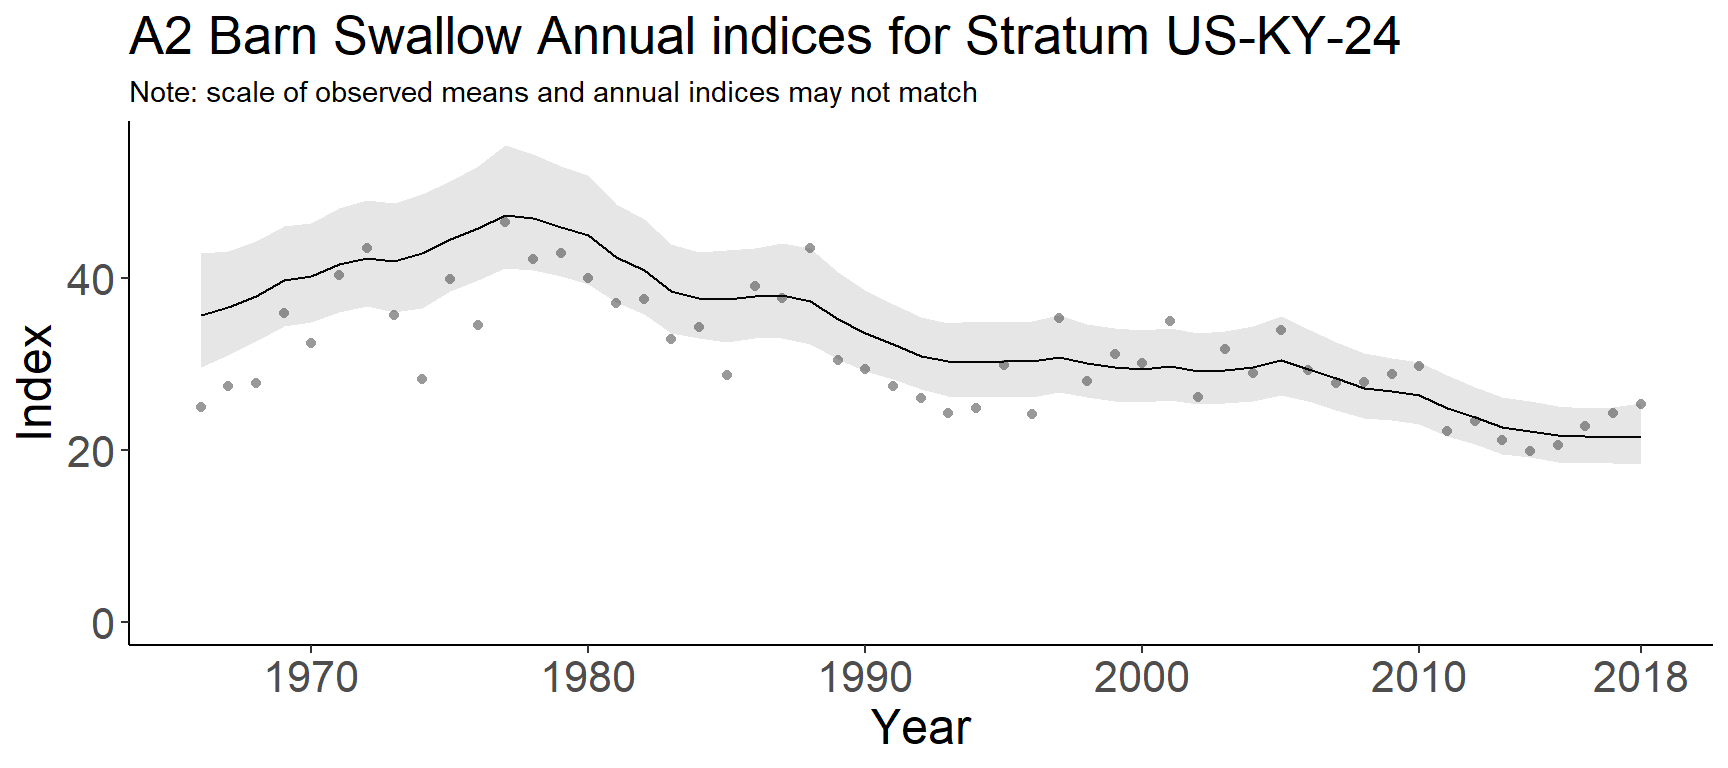 A2 Barn Swallow Annual indices for Stratum US-KY-24
Note: scale of observed means and annual indices may not match
Index
40
20
0
1970 1980 1990 2000 2010 2018
Year